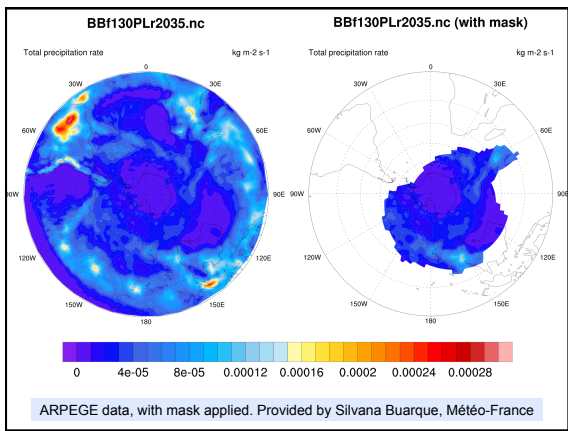 BBf130PLr2035.nc
BBf130PLr2035.nc (with mask)
Total precipitation rate kg m-2 s-1
Total precipitation rate kg m-2 s-1
0
30W 30E
60W 60E
90W 90E
120W 120E
150W 150E
180
0
30W 30E
60W 60E
90W 90E
120W 120E
150W 150E
180
0 4e-05 8e-05 0.00012 0.00016 0.0002 0.00024 0.00028
ARPEGE data, with mask applied. Provided by Silvana Buarque, Météo-France